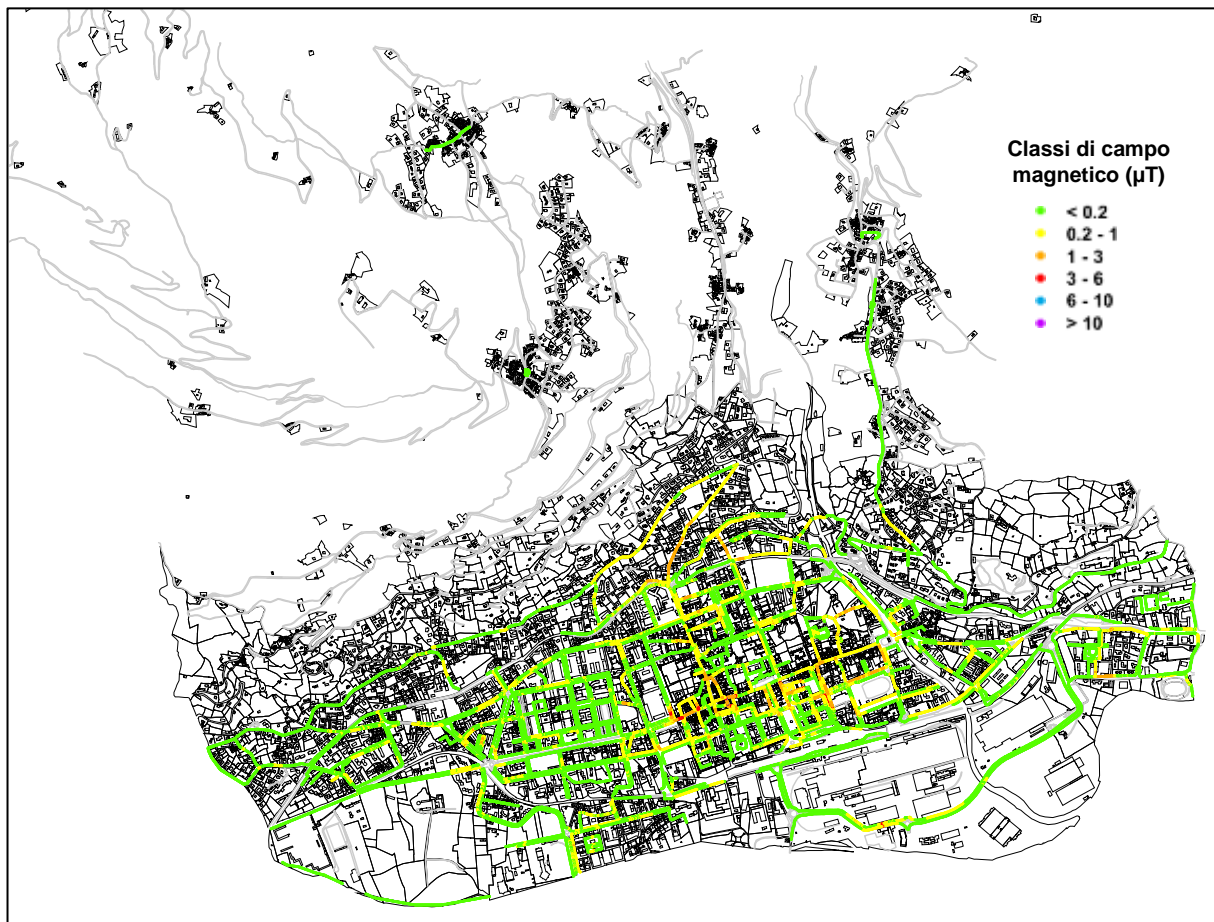 Classi di campo
magnetico (µT)
< 0.2
0.2 - 1
1 - 3
3 - 6
6 - 10
> 10